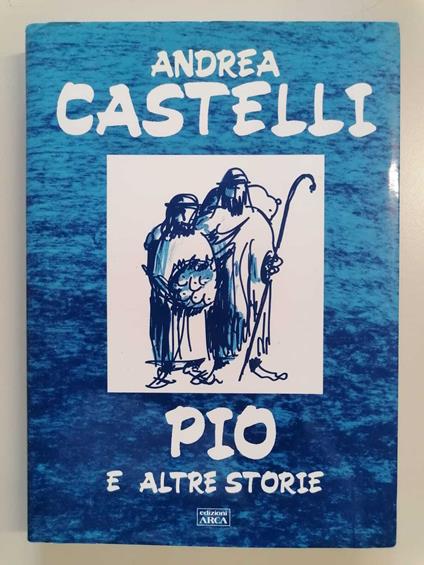 ANDREA
CASTELLI
PIO
E ALTRE STORIE
edizioni
ARCA